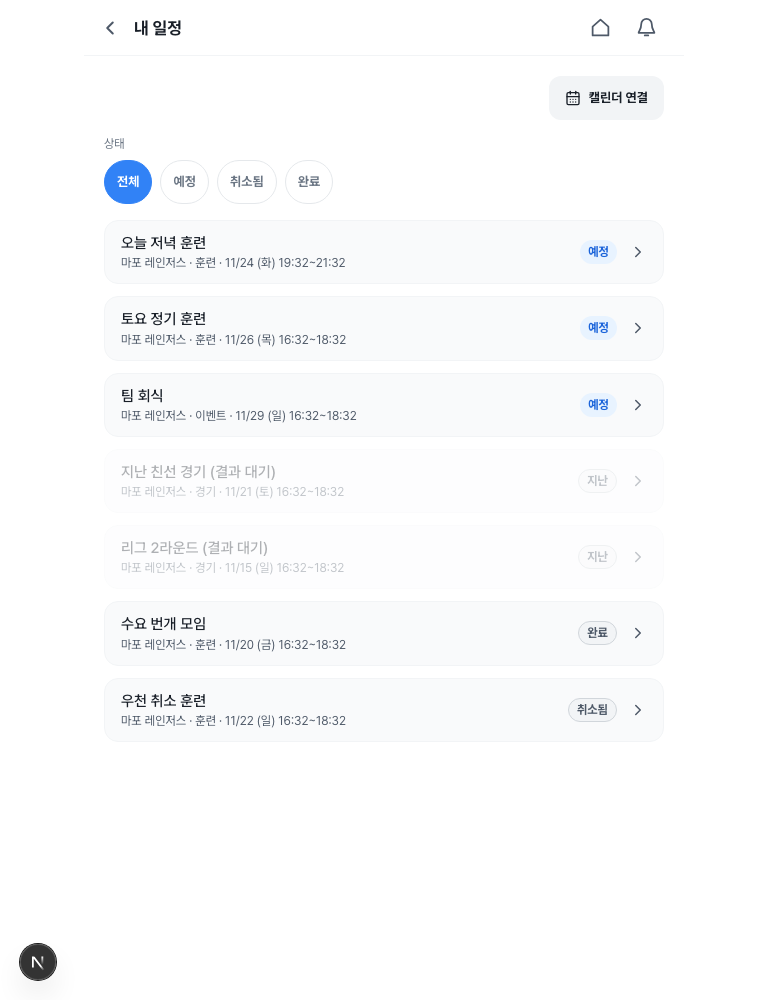 내 일정
캘린더 연결
상태
전체 예정 취소됨 완료
오늘 저녁 훈련
마포 레인저스 · 훈련 · 11/24 (화) 19:32~21:32
예정
토요 정기 훈련
마포 레인저스 · 훈련 · 11/26 (목) 16:32~18:32
예정
팀 회식
마포 레인저스 · 이벤트 · 11/29 (일) 16:32~18:32
예정
지난 친선 경기 (결과 대기)
마포 레인저스 · 경기 · 11/21 (토) 16:32~18:32
지난
리그 2라운드 (결과 대기)
마포 레인저스 · 경기 · 11/15 (일) 16:32~18:32
지난
수요 번개 모임
마포 레인저스 · 훈련 · 11/20 (금) 16:32~18:32
완료
우천 취소 훈련
마포 레인저스 · 훈련 · 11/22 (일) 16:32~18:32
취소됨
N